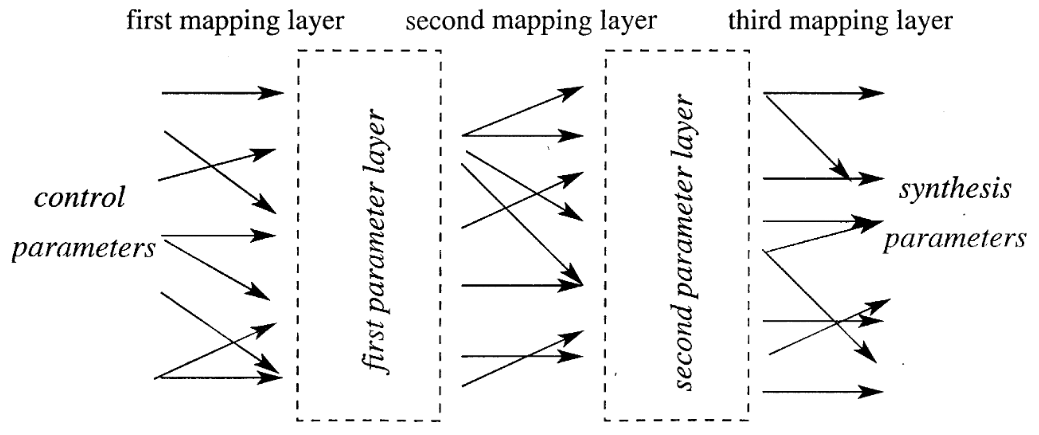 first mapping layer
second mapping layer
third mapping layer
control
parameters
first parameter layer
second parameter layer
synthesis
parameters